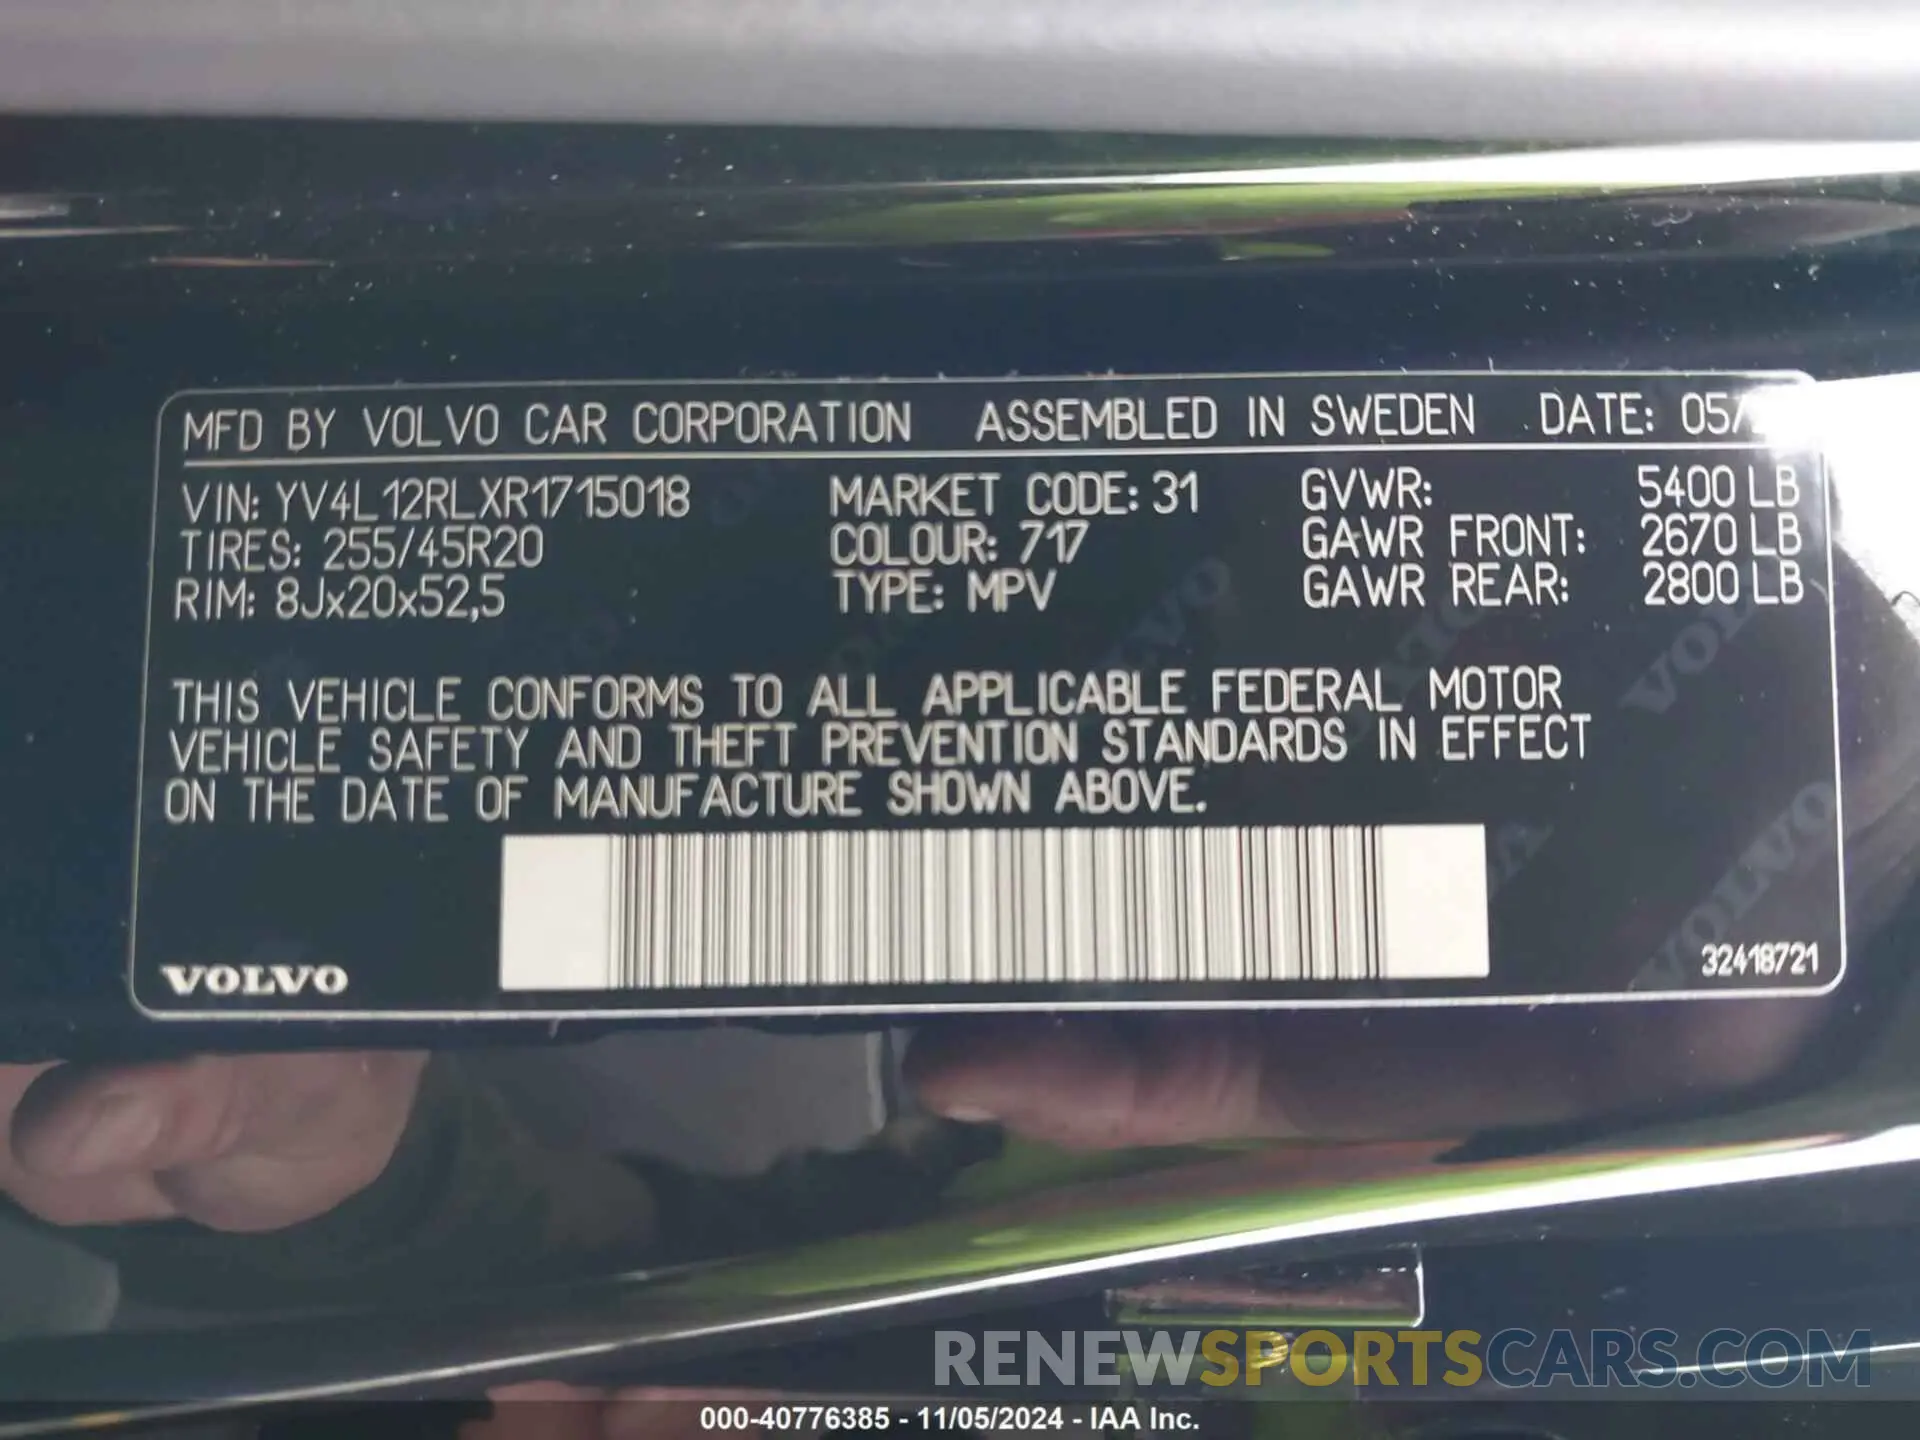 MFD BY VOLVO CAR CORPORATION ASSEMBLED IN SWEDEN DATE: 05/
VIN: YV4L12RLXR1715018 MARKET CODE: 31 GVWR: 5400 LB
TIRES: 255/45R20 COLOUR: 717 GAWR FRONT: 2670 LB
RIM: 8Jx20x52,5 TYPE: MPV GAWR REAR: 2800 LB
THIS VEHICLE CONFORMS TO ALL APPLICABLE FEDERAL MOTOR
VEHICLE SAFETY AND THEFT PREVENTION STANDARDS IN EFFECT
ON THE DATE OF MANUFACTURE SHOWN ABOVE.
VOLVO
32418721
RENEWSPORTSCARS.COM
000-40776385 - 11/05/2024 - IAA Inc.